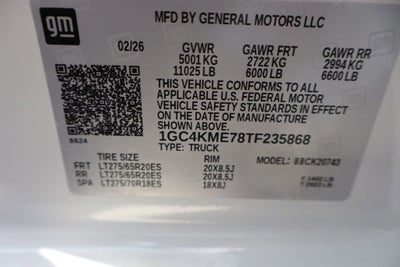 gm
MFD BY GENERAL MOTORS LLC
02/26 GVWR GAWR FRT GAWR RR
5001 KG 2722 KG 2994 KG
11025 LB 6000 LB 6600 LB
THIS VEHICLE CONFORMS TO ALL
APPLICABLE U.S. FEDERAL MOTOR
VEHICLE SAFETY STANDARDS IN EFFECT
ON THE DATE OF MANUFACTURE
SHOWN ABOVE.
1GC4KME78TF235868
TYPE: TRUCK
8624
TIRE SIZE RIM MODEL: 88CK20743
FRT LT275/65R20ES 20X8.5J
RR LT275/65R20ES 20X8.5J
SPA LT275/70R18ES 18X8J